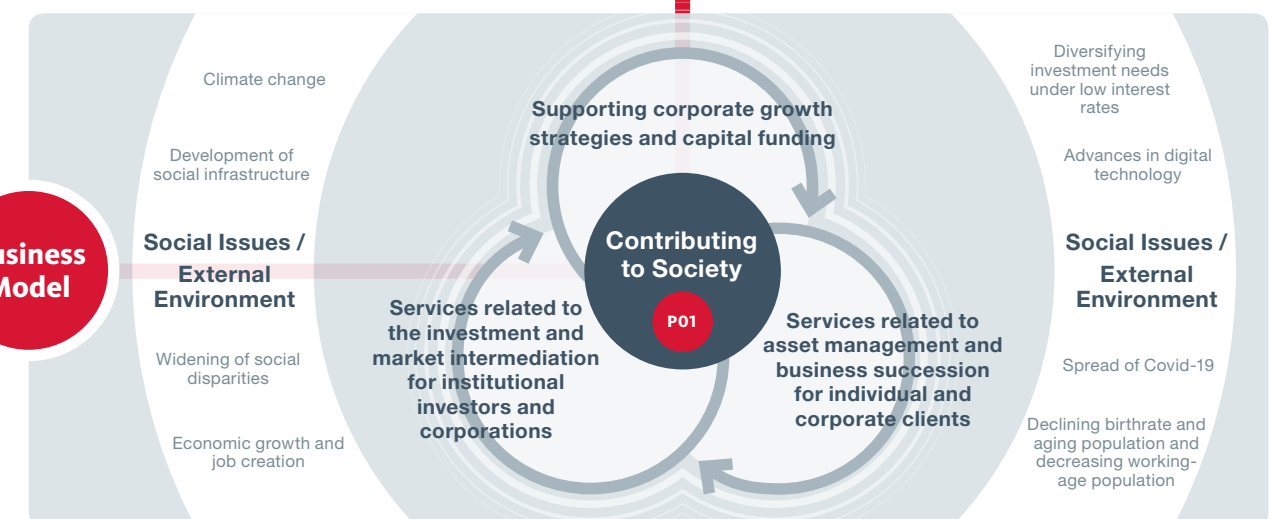 Climate change
Development of
social infrastructure
usiness
Model
Social Issues /
External
Environment
Widening of social
disparities
Economic growth and
job creation
Supporting corporate growth
strategies and capital funding
Contributing
to Society
P01
Services related to
the investment and
market intermediation
for institutional
investors and
corporations
Services related to
asset management and
business succession
for individual and
corporate clients
Diversifying
investment needs
under low interest
rates
Advances in digital
technology
Social Issues /
External
Environment
Spread of Covid-19
Declining birthrate and
aging population and
decreasing working-
age population